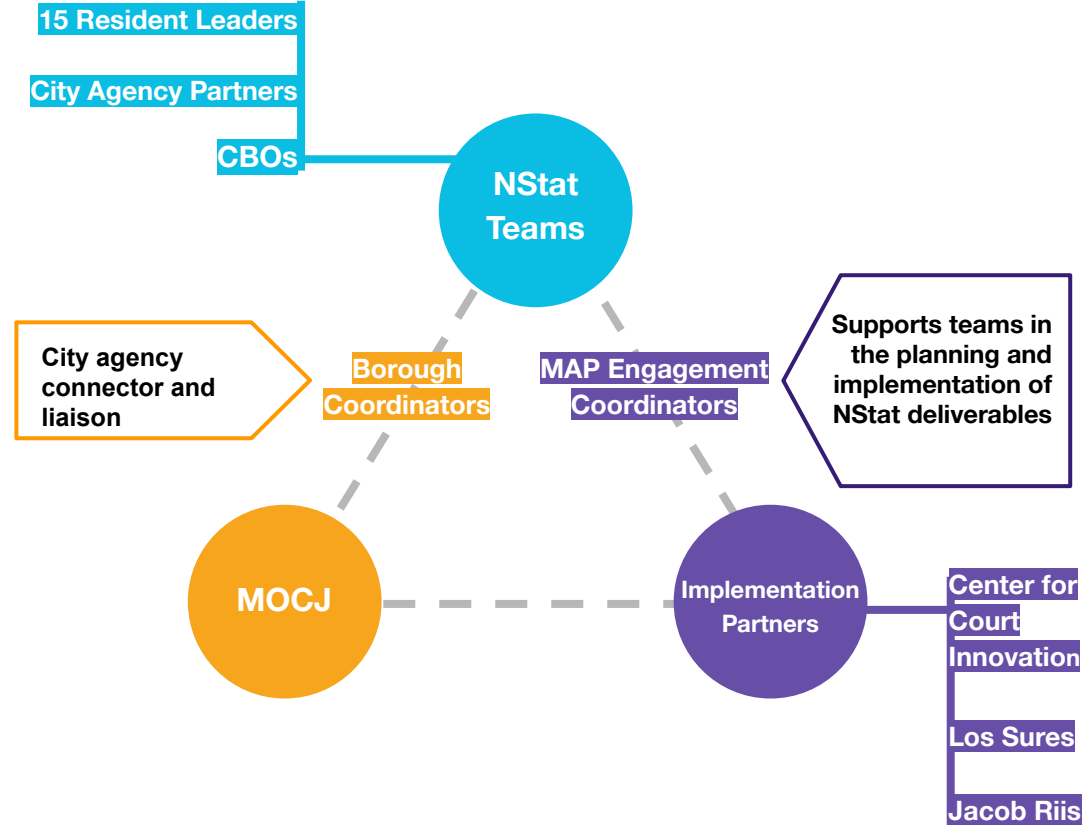 15 Resident Leaders
City Agency Partners
CBOs
NStat
Teams
City agency
connector and
liaison
Borough
Coordinators
MAP Engagement
Coordinators
Supports teams in
the planning and
implementation of
NStat deliverables
MOCJ
Implementation
Partners
Center for
Court
Innovation
Los Sures
Jacob Riis